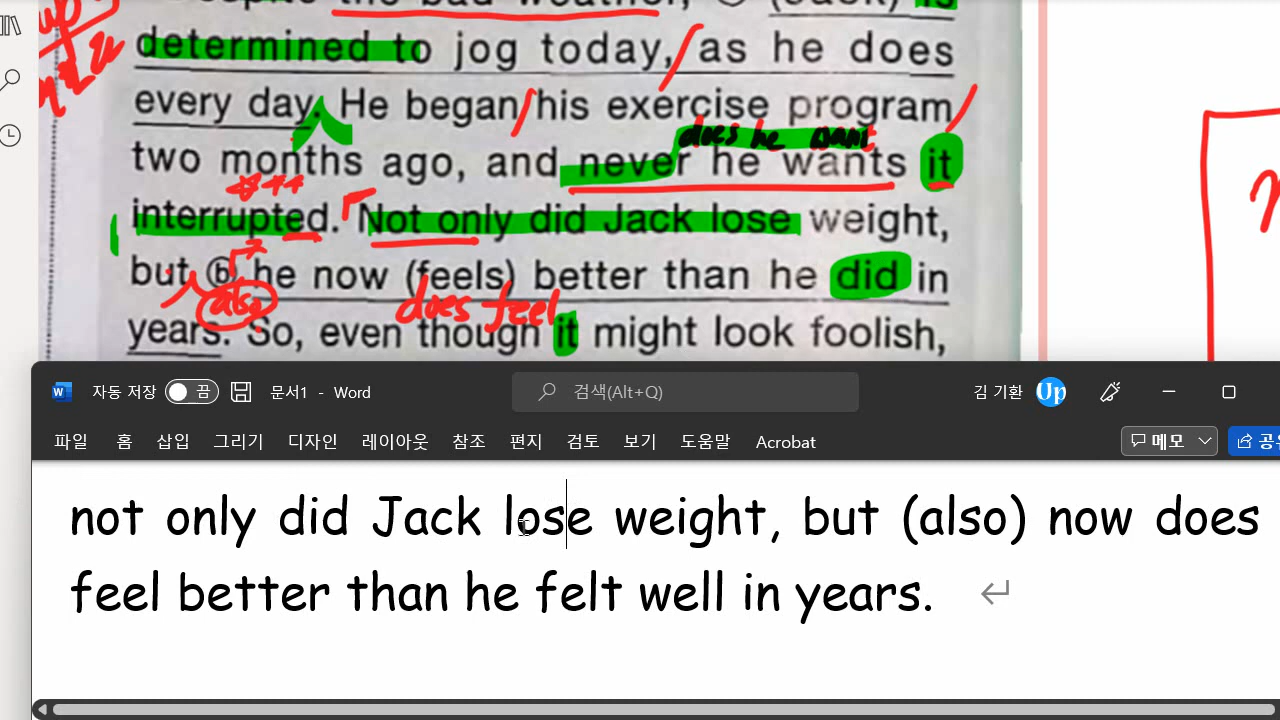 the bad weather,
determined to jog today, as he does
every day. He began his exercise program
does he want
two months ago, and never he wants it
interrupted. Not only did Jack lose weight,
but ⓑ he now (feels) better than he did in
also
does feel
years. So, even though it might look foolish,
자동 저장 끔 문서1 - Word 검색(Alt+Q) 김 기환 Up
파일 홈 삽입 그리기 디자인 레이아웃 참조 편지 검토 보기 도움말 Acrobat 메모
not only did Jack lose weight, but (also) now does
feel better than he felt well in years.